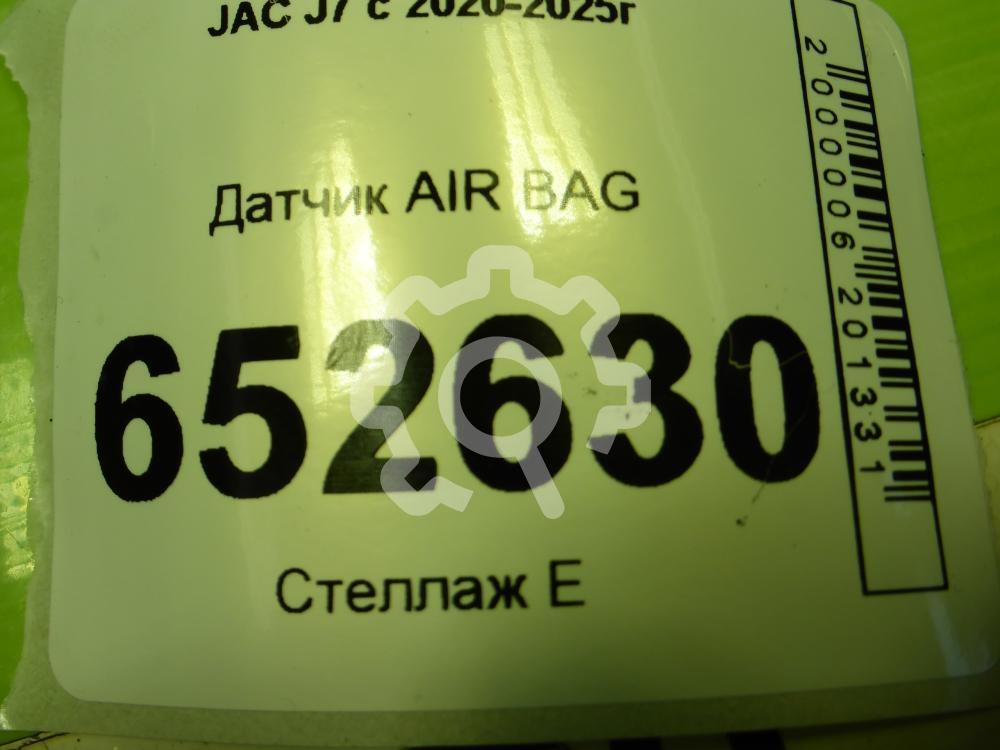 JAC J7 с 2020-2025г
Датчик AIR BAG
652630
Стеллаж E
2000006201331